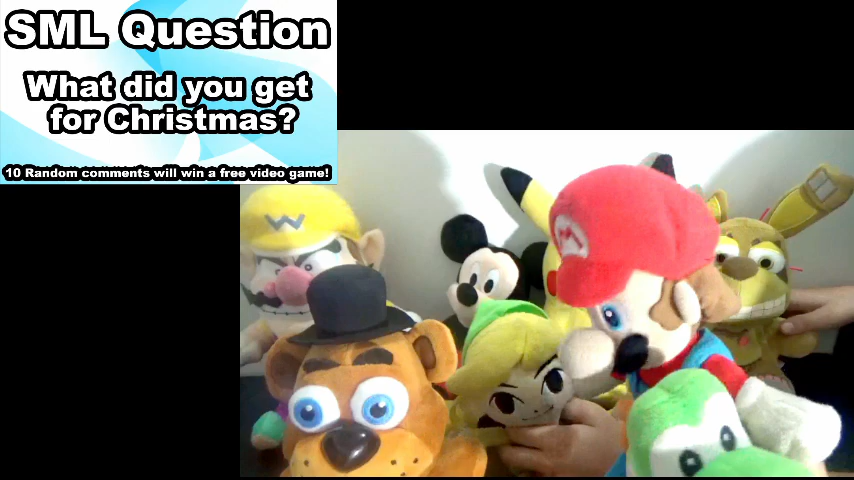 SML Question
What did you get
for Christmas?
10 Random comments will win a free video game!
W
M